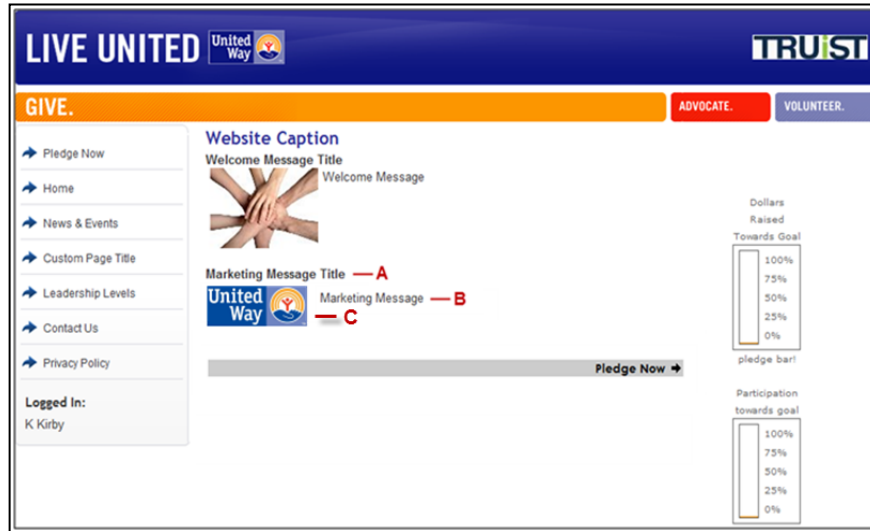 LIVE UNITED
United
Way
TRUiST
GIVE.
ADVOCATE.
VOLUNTEER.
Pledge Now
Home
News & Events
Custom Page Title
Leadership Levels
Contact Us
Privacy Policy
Logged In:
K Kirby
Website Caption
Welcome Message Title
Welcome Message
Marketing Message Title A
United
Way
Marketing Message B
C
Pledge Now
Dollars
Raised
Towards Goal
100%
75%
50%
25%
0%
pledge bar!
Participation
towards goal
100%
75%
50%
25%
0%